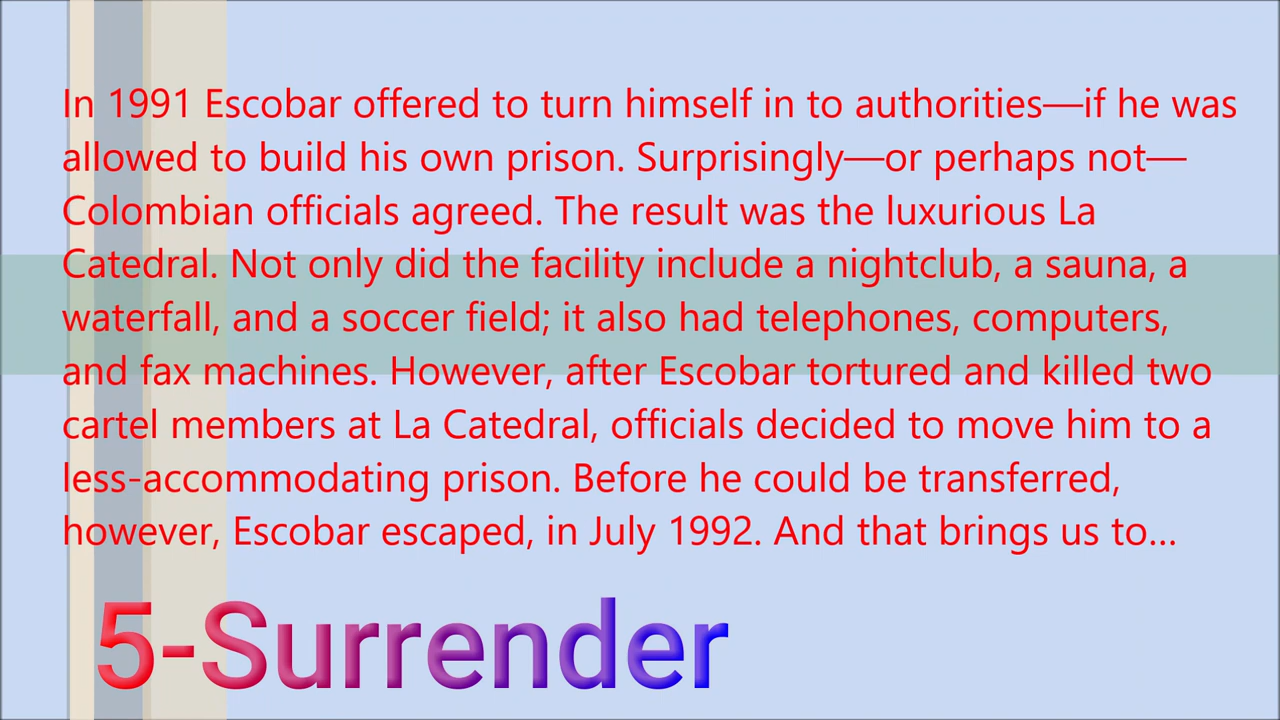 In 1991 Escobar offered to turn himself in to authorities—if he was
allowed to build his own prison. Surprisingly—or perhaps not—
Colombian officials agreed. The result was the luxurious La
Catedral. Not only did the facility include a nightclub, a sauna, a
waterfall, and a soccer field; it also had telephones, computers,
and fax machines. However, after Escobar tortured and killed two
cartel members at La Catedral, officials decided to move him to a
less-accommodating prison. Before he could be transferred,
however, Escobar escaped, in July 1992. And that brings us to…
5-Surrender